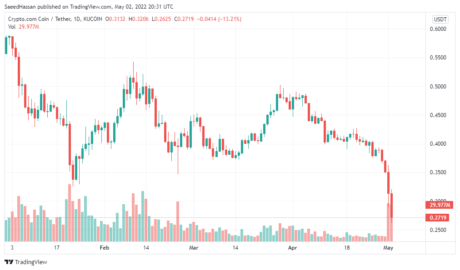 SaeedHassan published on TradingView.com, May 02, 2022 20:31 UTC
Crypto.com Coin / Tether, 1D, KUCOIN O0.3132 H0.3206 L0.2625 C0.2719 -0.0414 (-13.21%)
Vol 29.977M
USDT
0.6000
0.5500
0.5000
0.4500
0.4000
0.3500
0.3000
29.977M
0.2719
0.2500
3 17 Feb 14 Mar 14 Apr 18 May
TradingView